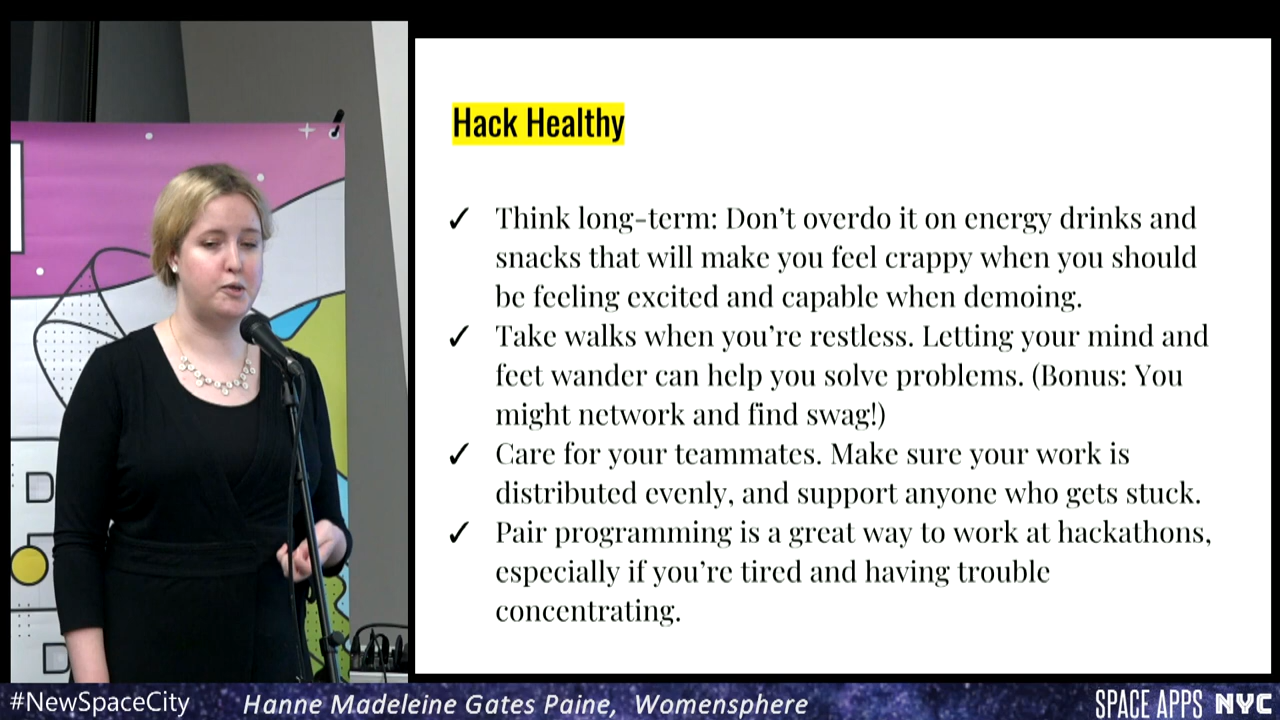 Hack Healthy
✓ Think long-term: Don't overdo it on energy drinks and
snacks that will make you feel crappy when you should
be feeling excited and capable when demoing.
✓ Take walks when you're restless. Letting your mind and
feet wander can help you solve problems. (Bonus: You
might network and find swag!)
✓ Care for your teammates. Make sure your work is
distributed evenly, and support anyone who gets stuck.
✓ Pair programming is a great way to work at hackathons,
especially if you're tired and having trouble
concentrating.
D
D
#NewSpaceCity
Hanne Madeleine Gates Paine, Womensphere
SPACE APPS NYC